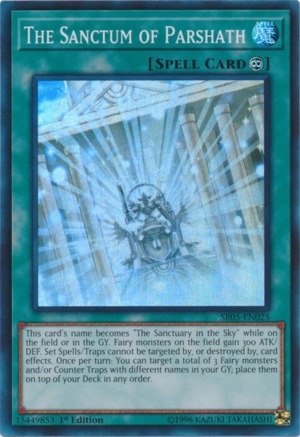 THE SANCTUM OF PARSHATH
[SPELL CARD]
SR05-EN025
This card's name becomes "The Sanctuary in the Sky" while on
the field or in the GY. Fairy monsters on the field gain 300 ATK/
DEF. Set Spells/Traps cannot be targeted by, or destroyed by, card
effects. Once per turn: You can target a total of 3 Fairy monsters
and/or Counter Traps with different names in your GY; place them
on top of your Deck in any order.
15449853 1st Edition ©1996 KAZUKI TAKAHASHI